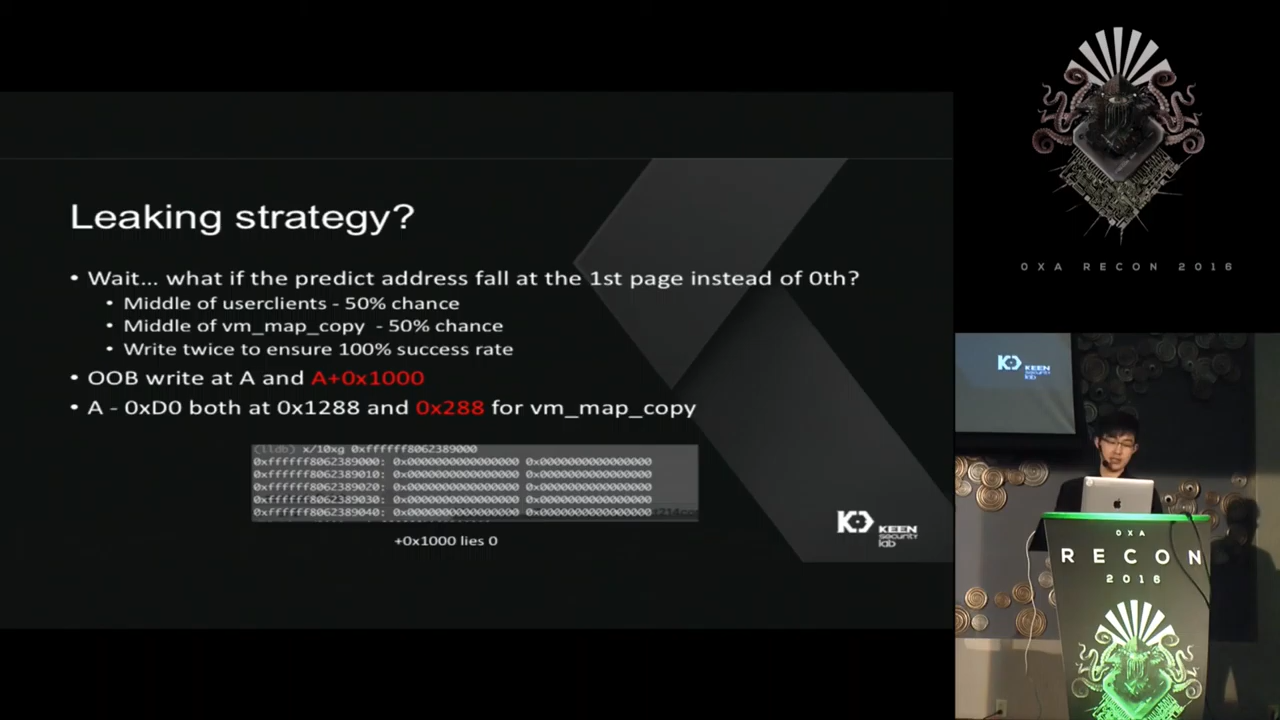 Leaking strategy?
• Wait... what if the predict address fall at the 1st page instead of 0th?
• Middle of userclients - 50% chance
• Middle of vm_map_copy - 50% chance
• Write twice to ensure 100% success rate
• OOB write at A and A+0x1000
• A - 0xD0 both at 0x1288 and 0x288 for vm_map_copy
(lldb) x/10xg 0xffffff8062389000
0xffffff8062389000: 0x0000000000000000 0x0000000000000000
0xffffff8062389010: 0x0000000000000000 0x0000000000000000
0xffffff8062389020: 0x0000000000000000 0x0000000000000000
0xffffff8062389030: 0x0000000000000000 0x0000000000000000
0xffffff8062389040: 0x0000000000000000 0x0000000000000000
+0x1000 lies 0
KEEN
security
lab
0XA RECON 2016
KEEN
security
lab
0XA
RECON
2016